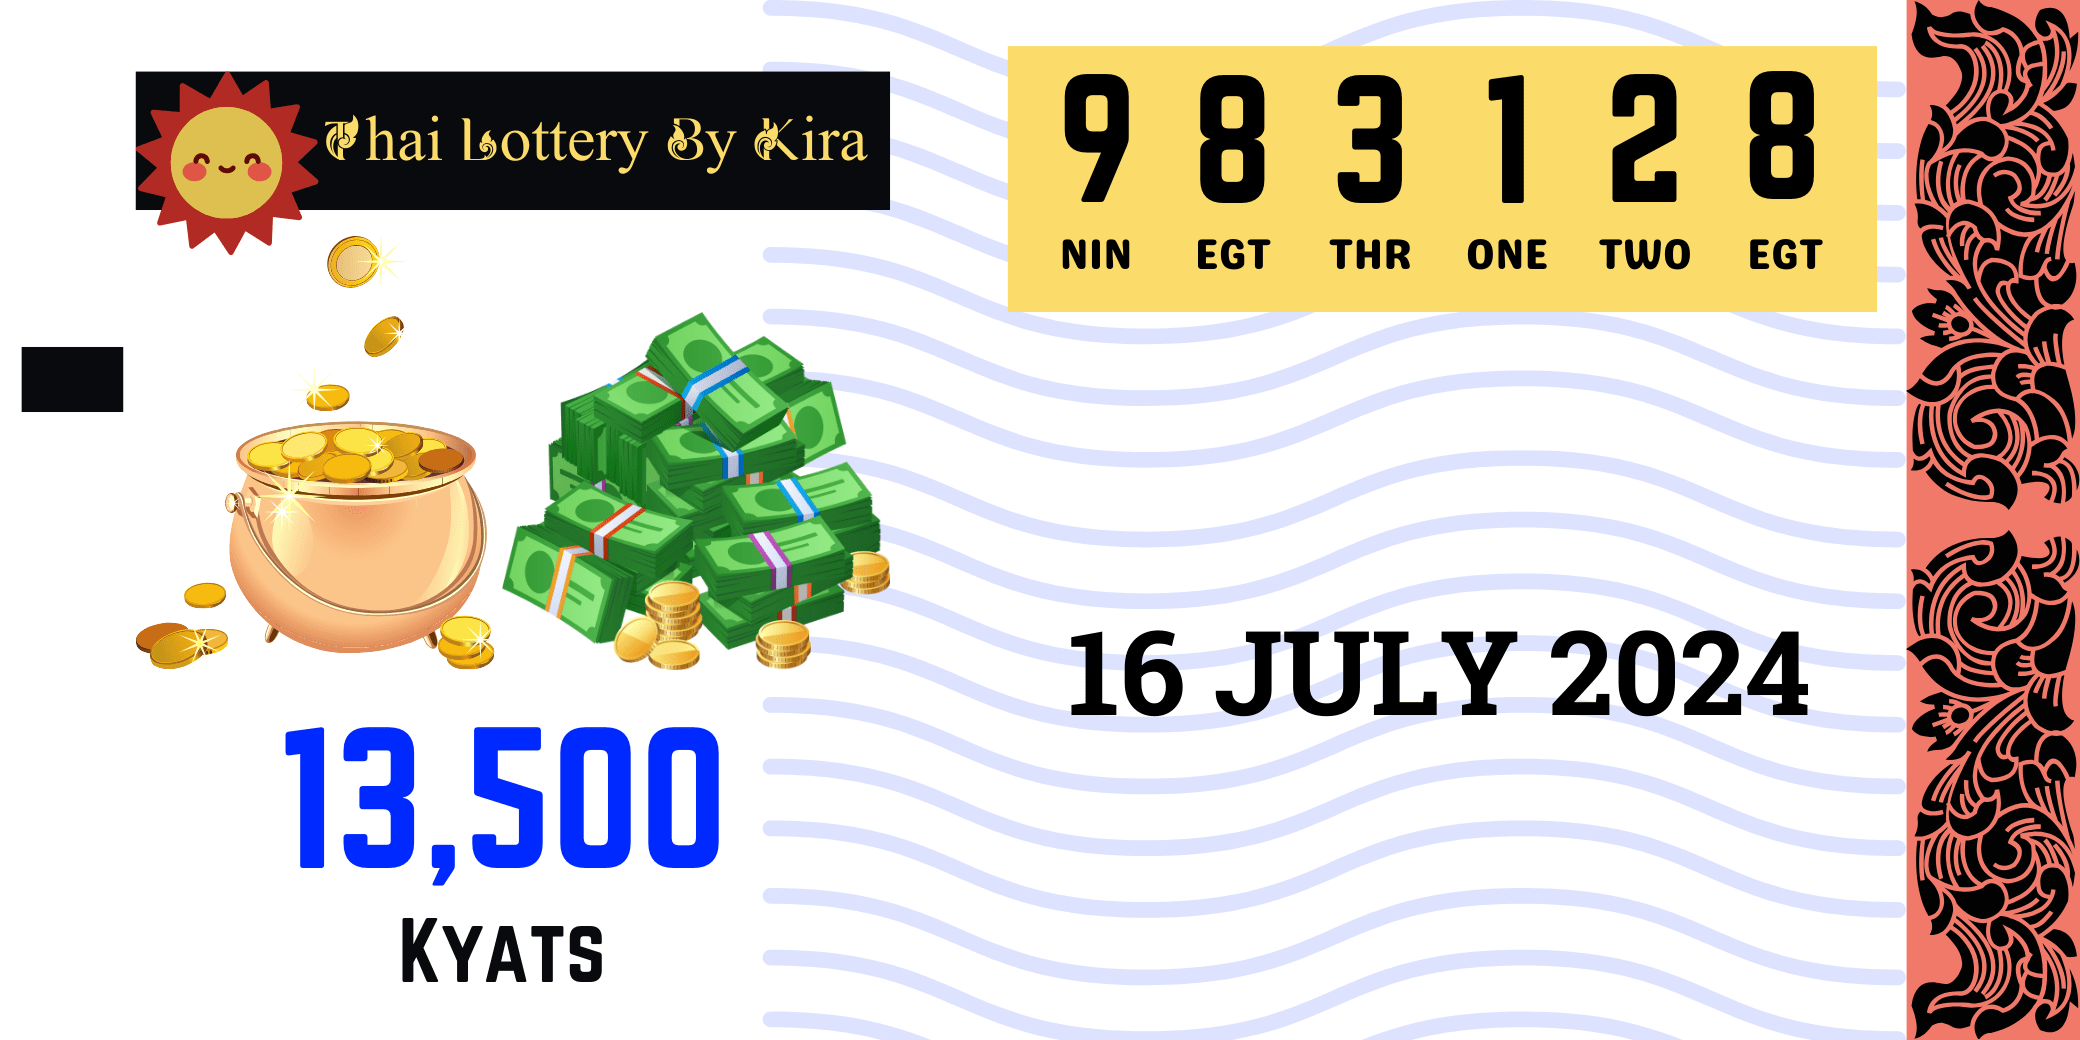 Thai Lottery By Kira
9 8 3 1 2 8
NIN EGT THR ONE TWO EGT
16 JULY 2024
13,500
KYATS